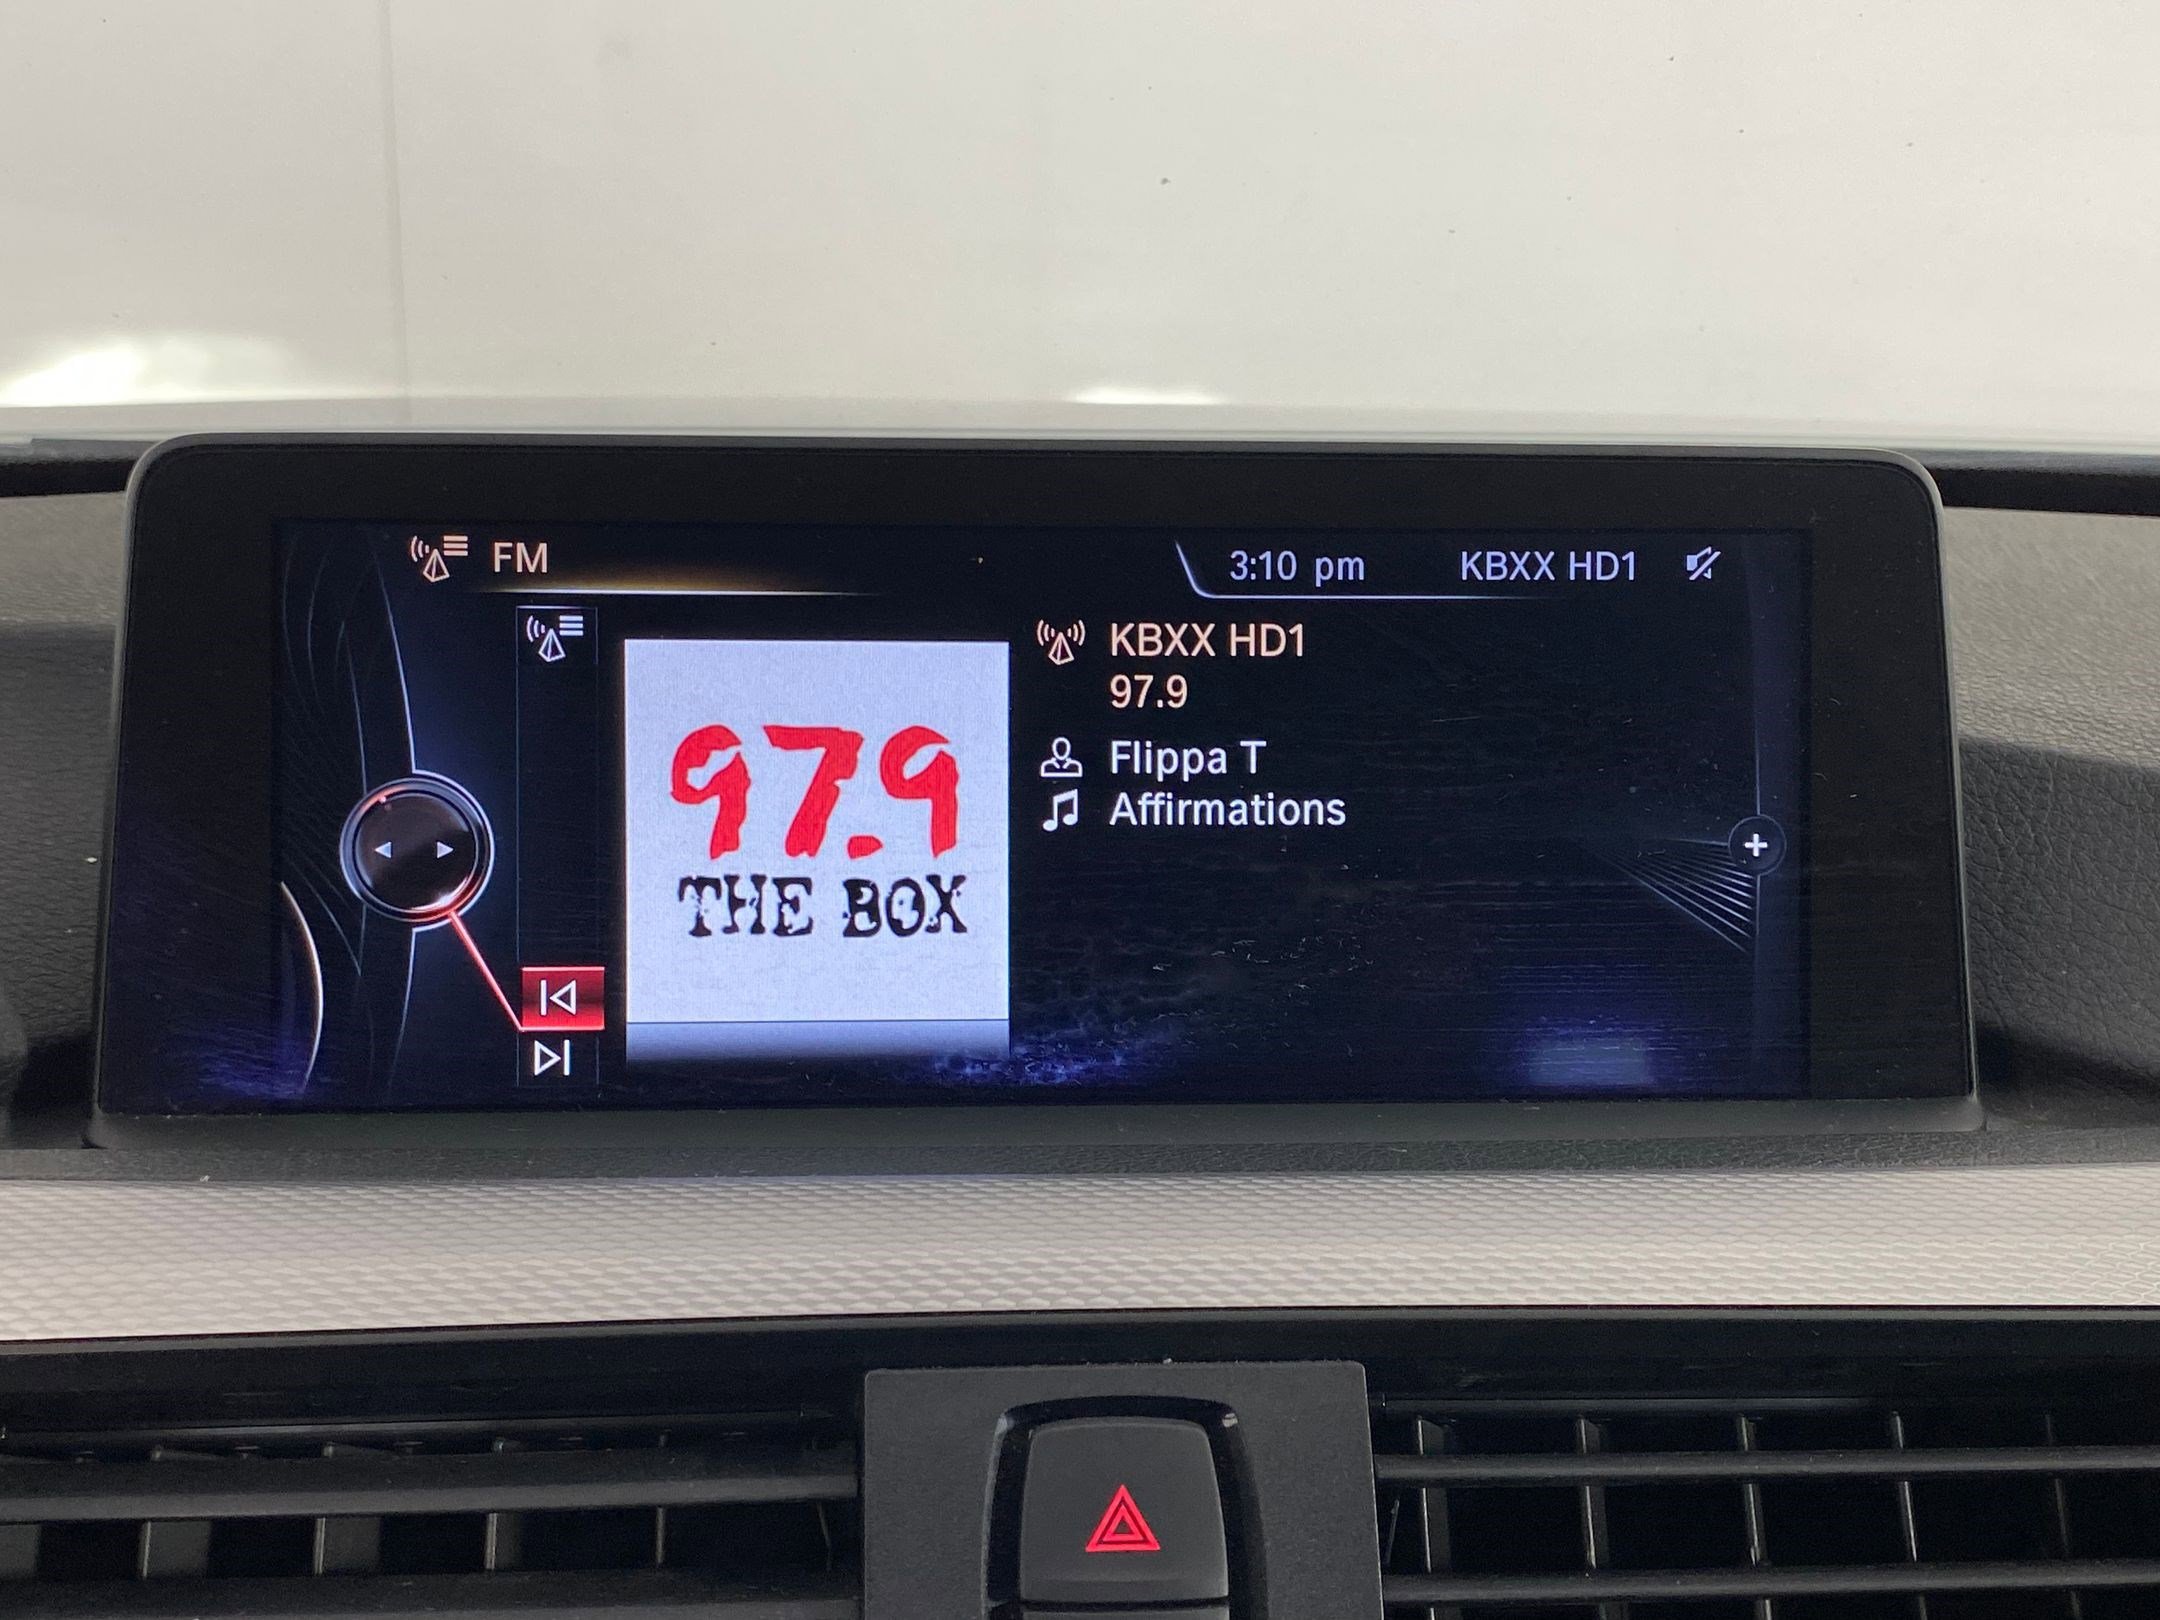 FM
3:10 pm KBXX HD1
97.9
THE BOX
KBXX HD1
97.9
Flippa T
Affirmations